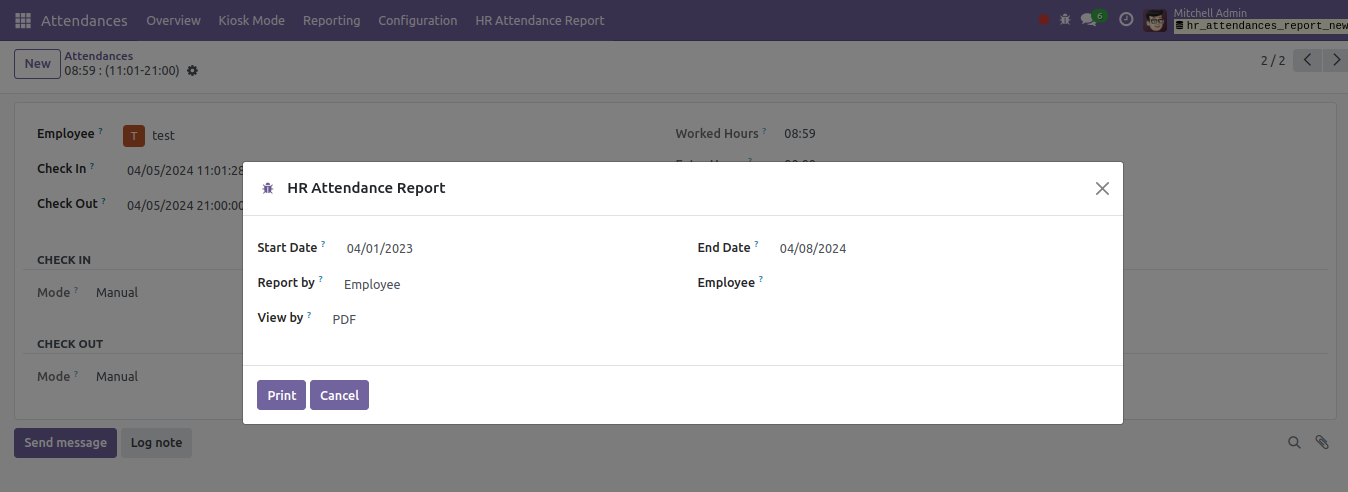 Attendances Overview Kiosk Mode Reporting Configuration HR Attendance Report 6 Mitchell Admin
hr_attendances_report_new
New Attendances
08:59 : (11:01-21:00) 2 / 2
Employee ? T test Worked Hours ? 08:59
Check In ? 04/05/2024 11:01:28
Check Out ? 04/05/2024 21:00:00
HR Attendance Report
Start Date ? 04/01/2023 End Date ? 04/08/2024
Report by ? Employee Employee ?
View by ? PDF
Print Cancel
CHECK IN
Mode ? Manual
CHECK OUT
Mode ? Manual
Send message Log note